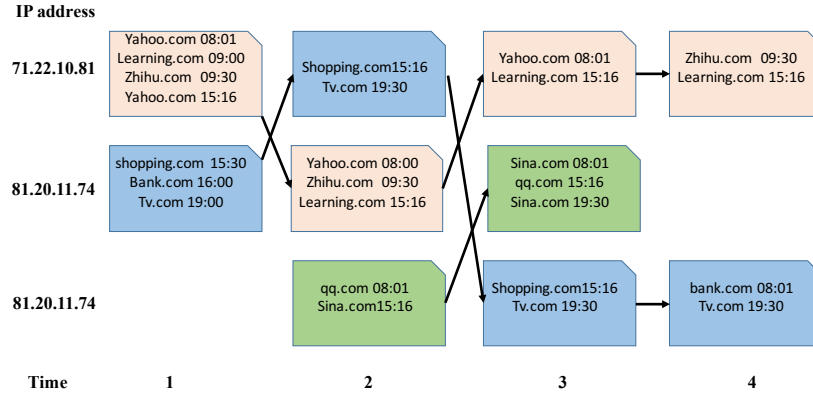 IP address
71.22.10.81
Yahoo.com 08:01
Learning.com 09:00
Zhihu.com 09:30
Yahoo.com 15:16
Shopping.com15:16
Tv.com 19:30
Yahoo.com 08:01
Learning.com 15:16
Zhihu.com 09:30
Learning.com 15:16
81.20.11.74
shopping.com 15:30
Bank.com 16:00
Tv.com 19:00
Yahoo.com 08:00
Zhihu.com 09:30
Learning.com 15:16
Sina.com 08:01
qq.com 15:16
Sina.com 19:30
81.20.11.74
qq.com 08:01
Sina.com15:16
Shopping.com15:16
Tv.com 19:30
bank.com 08:01
Tv.com 19:30
Time 1 2 3 4